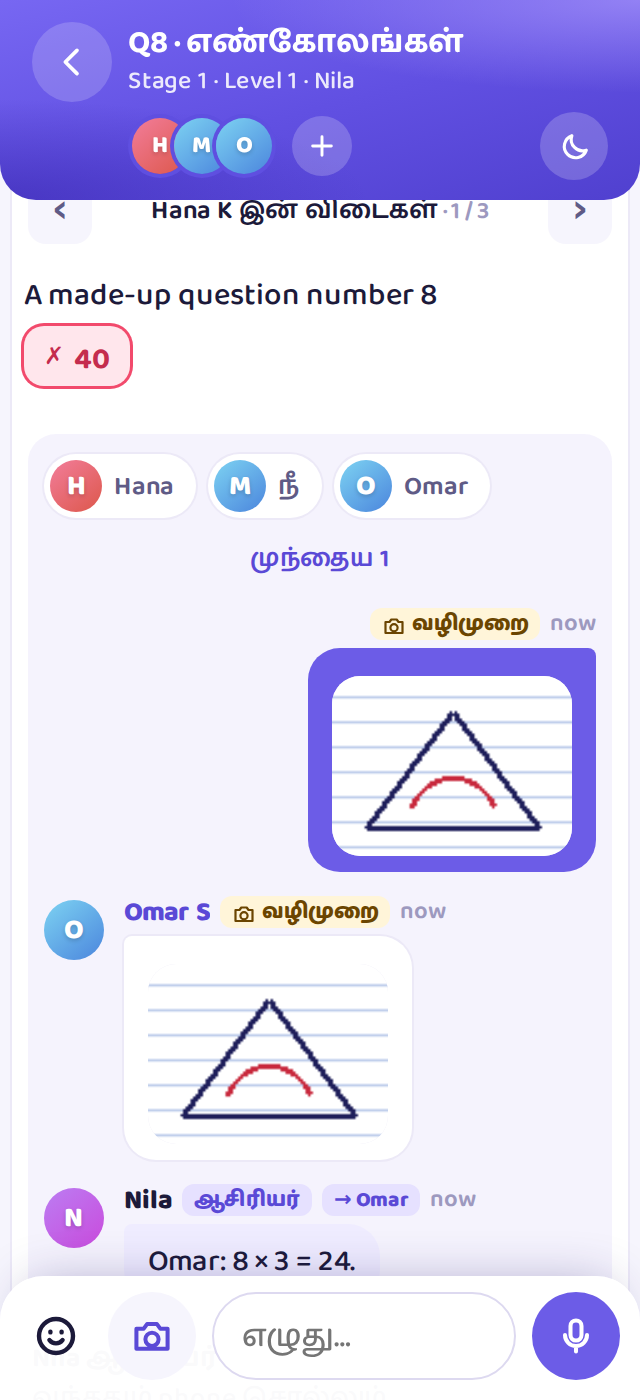 Q8 · எண்கோலங்கள்
Stage 1 · Level 1 · Nila
H M O +
Hana K இன் விடைகள் · 1 / 3
A made-up question number 8
✗ 40
H Hana M நீ O Omar
முந்தைய 1
வழிமுறை now
O Omar S வழிமுறை now
N Nila ஆசிரியர் → Omar now
Omar: 8 × 3 = 24.
எழுது...